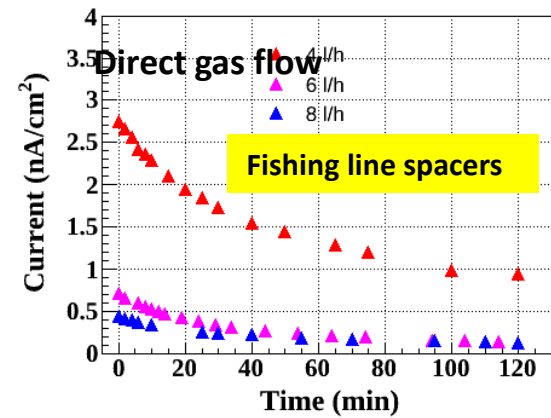 4
3.5
3
2.5
2
1.5
1
0.5
0
Current (nA/cm²)
Direct gas flow
4 l/h
6 l/h
8 l/h
Fishing line spacers
0 20 40 60 80 100 120
Time (min)